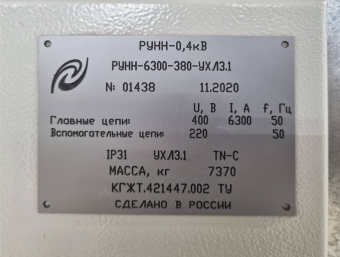 РУНН-0,4кВ
РУНН-6300-380-УХЛ3.1
№ 01438 11.2020
U, В I, А f, Гц
Главные цепи: 400 6300 50
Вспомогательные цепи: 220 50
IP31 УХЛ3.1 TN-C
МАССА, кг 7370
КГЖТ.421447.002 ТУ
СДЕЛАНО В РОССИИ